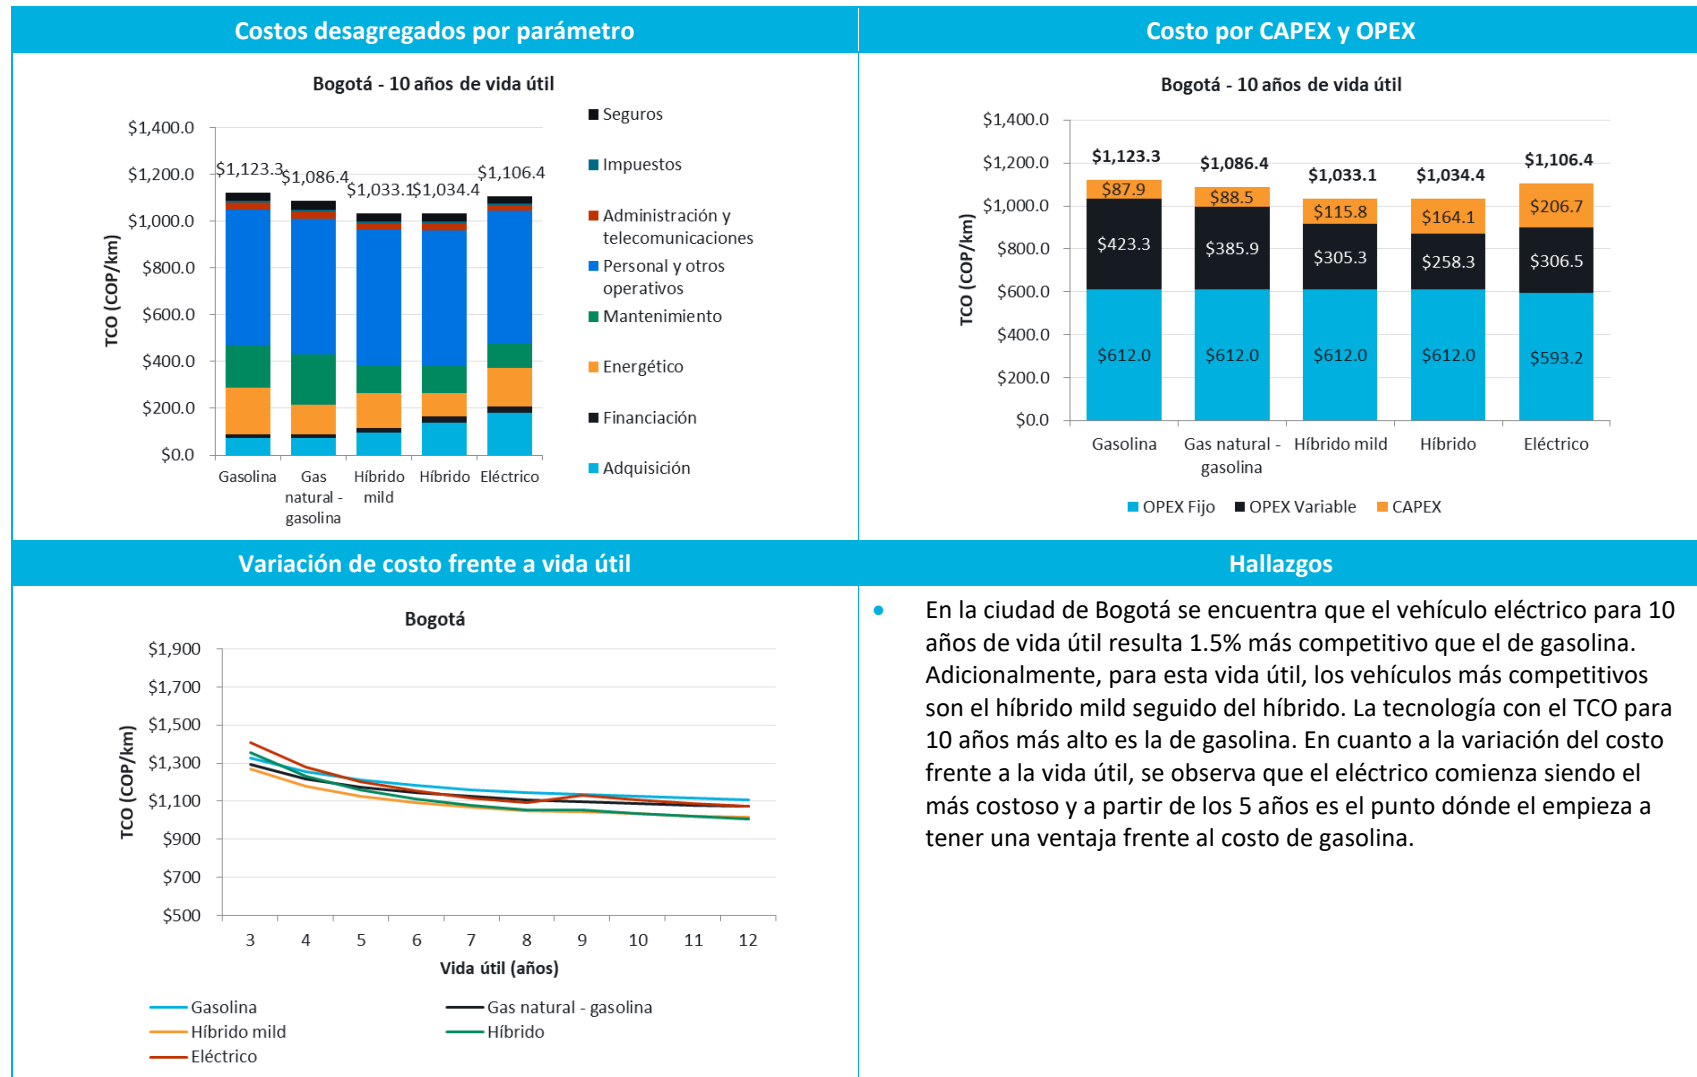 Costos desagregados por parámetro
Costo por CAPEX y OPEX
Bogotá - 10 años de vida útil
$1,400.0
$1,200.0
$1,000.0
$800.0
$600.0
$400.0
$200.0
$0.0
TCO (COP/km)
$1,123.3
$1,086.4
$1,033.1
$1,034.4
$1,106.4
Gasolina
Gas
natural -
gasolina
Híbrido
mild
Híbrido
Eléctrico
Seguros
Impuestos
Administración y
telecomunicaciones
Personal y otros
operativos
Mantenimiento
Energético
Financiación
Adquisición
Bogotá - 10 años de vida útil
$1,400.0
$1,200.0
$1,000.0
$800.0
$600.0
$400.0
$200.0
$0.0
TCO (COP/km)
$1,123.3
$1,086.4
$1,033.1
$1,034.4
$1,106.4
$87.9
$88.5
$115.8
$164.1
$206.7
$423.3
$385.9
$305.3
$258.3
$306.5
$612.0
$612.0
$612.0
$612.0
$593.2
Gasolina
Gas natural -
gasolina
Híbrido mild
Híbrido
Eléctrico
OPEX Fijo
OPEX Variable
CAPEX
Variación de costo frente a vida útil
Hallazgos
Bogotá
$1,900
$1,700
$1,500
$1,300
$1,100
$900
$700
$500
TCO (COP/km)
3 4 5 6 7 8 9 10 11 12
Vida útil (años)
Gasolina
Gas natural - gasolina
Híbrido mild
Híbrido
Eléctrico
• En la ciudad de Bogotá se encuentra que el vehículo eléctrico para 10
años de vida útil resulta 1.5% más competitivo que el de gasolina.
Adicionalmente, para esta vida útil, los vehículos más competitivos
son el híbrido mild seguido del híbrido. La tecnología con el TCO para
10 años más alto es la de gasolina. En cuanto a la variación del costo
frente a la vida útil, se observa que el eléctrico comienza siendo el
más costoso y a partir de los 5 años es el punto dónde el empieza a
tener una ventaja frente al costo de gasolina.